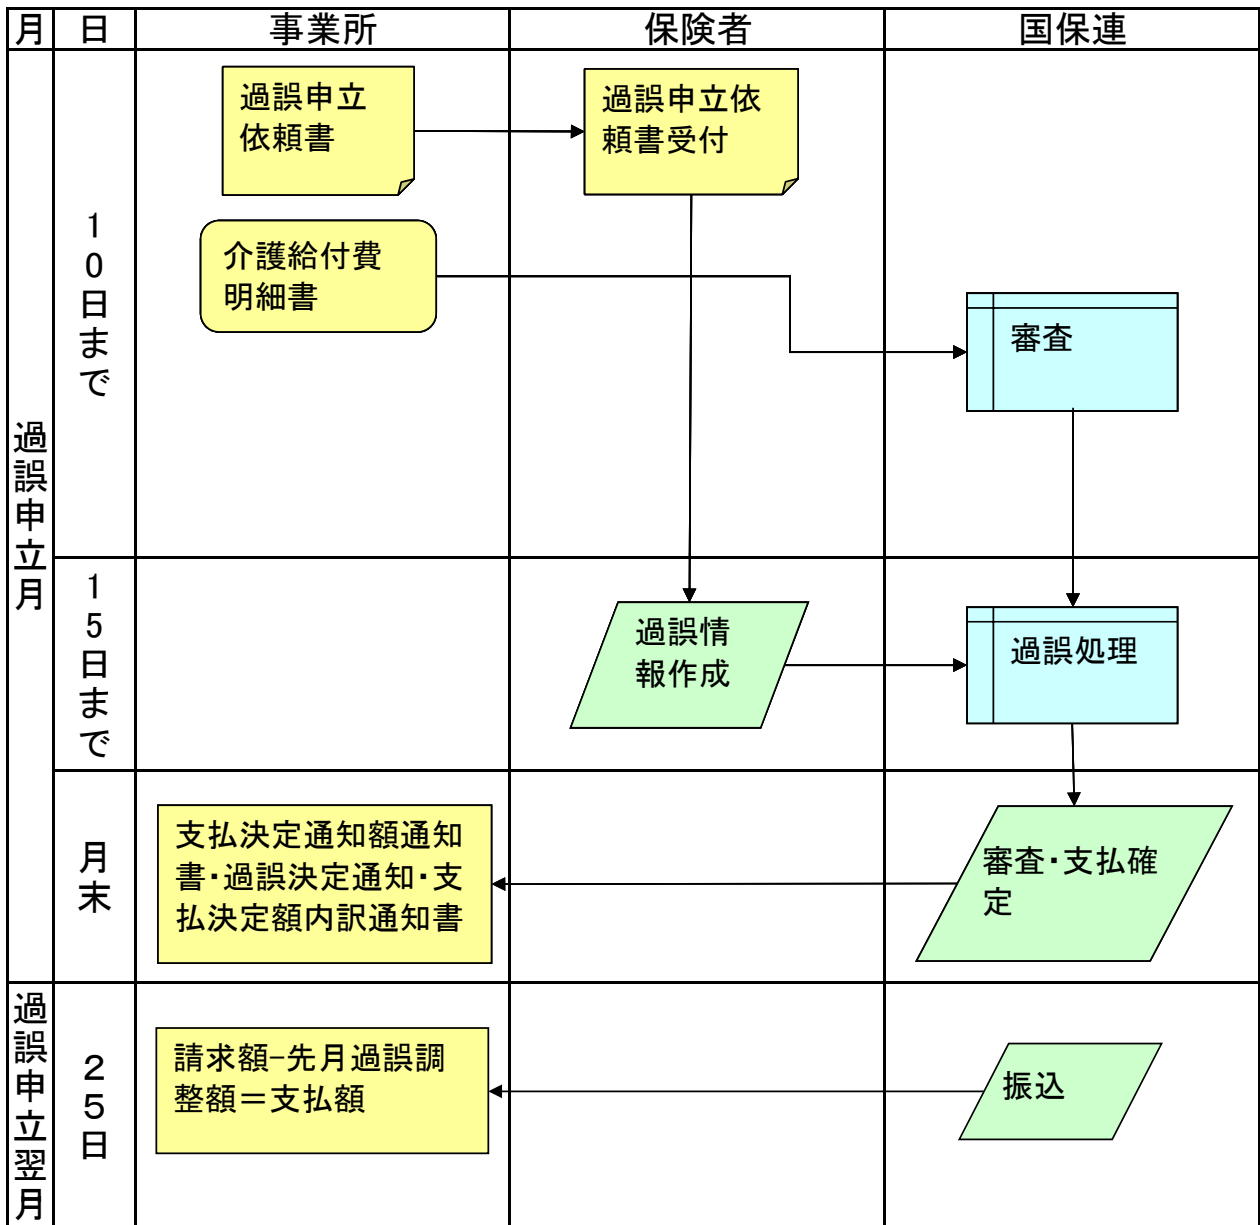 月 日 事業所 保険者 国保連
過誤申立月
10日まで
過誤申立
依頼書
過誤申立依
頼書受付
介護給付費
明細書
審査
15日まで
過誤情
報作成
過誤処理
月末
支払決定通知額通知
書・過誤決定通知・支
払決定額内訳通知書
審査・支払確
定
過誤申立翌月
25日
請求額-先月過誤調
整額＝支払額
振込